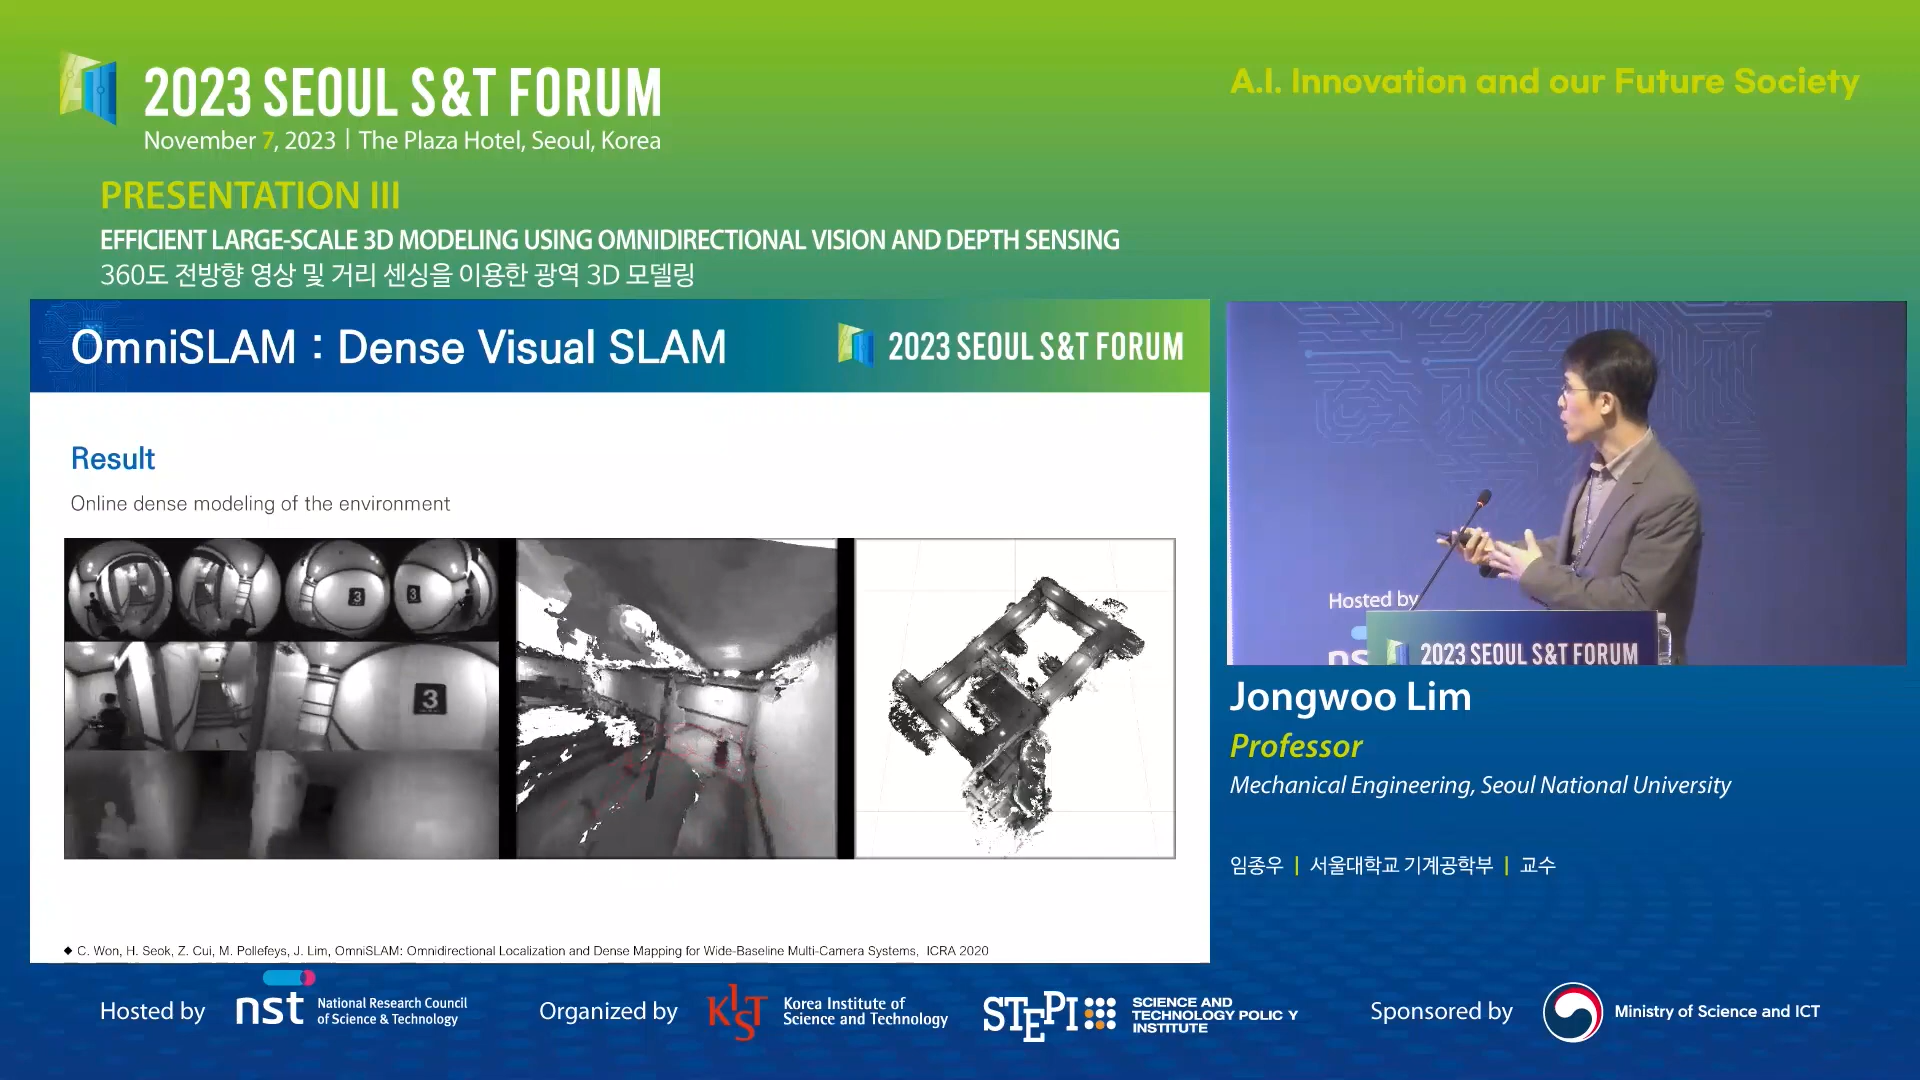 2023 SEOUL S&T FORUM
November 7, 2023 | The Plaza Hotel, Seoul, Korea
A.I. Innovation and our Future Society
PRESENTATION III
EFFICIENT LARGE-SCALE 3D MODELING USING OMNIDIRECTIONAL VISION AND DEPTH SENSING
360도 전방향 영상 및 거리 센싱을 이용한 광역 3D 모델링
OmniSLAM : Dense Visual SLAM
2023 SEOUL S&T FORUM
Result
Online dense modeling of the environment
3
3
3
◆ C. Won, H. Seok, Z. Cui, M. Pollefeys, J. Lim, OmniSLAM: Omnidirectional Localization and Dense Mapping for Wide-Baseline Multi-Camera Systems, ICRA 2020
Hosted by
ns
2023 SEOUL S&T FORUM
Jongwoo Lim
Professor
Mechanical Engineering, Seoul National University
임종우 | 서울대학교 기계공학부 | 교수
Hosted by
nst
National Research Council
of Science & Technology
Organized by
KIST
Korea Institute of
Science and Technology
STEPI
SCIENCE AND
TECHNOLOGY POLICY
INSTITUTE
Sponsored by
Ministry of Science and ICT